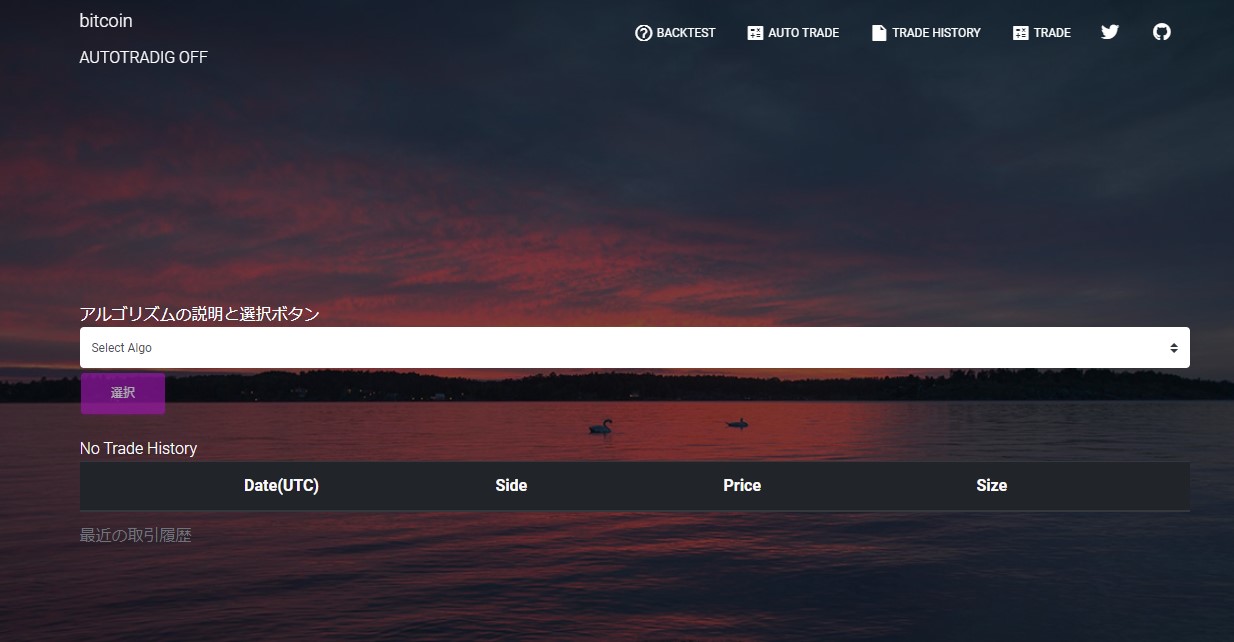 bitcoin
BACKTEST
AUTO TRADE
TRADE HISTORY
TRADE
AUTOTRADIG OFF
アルゴリズムの説明と選択ボタン
Select Algo
選択
No Trade History
Date(UTC) Side Price Size
最近の取引履歴